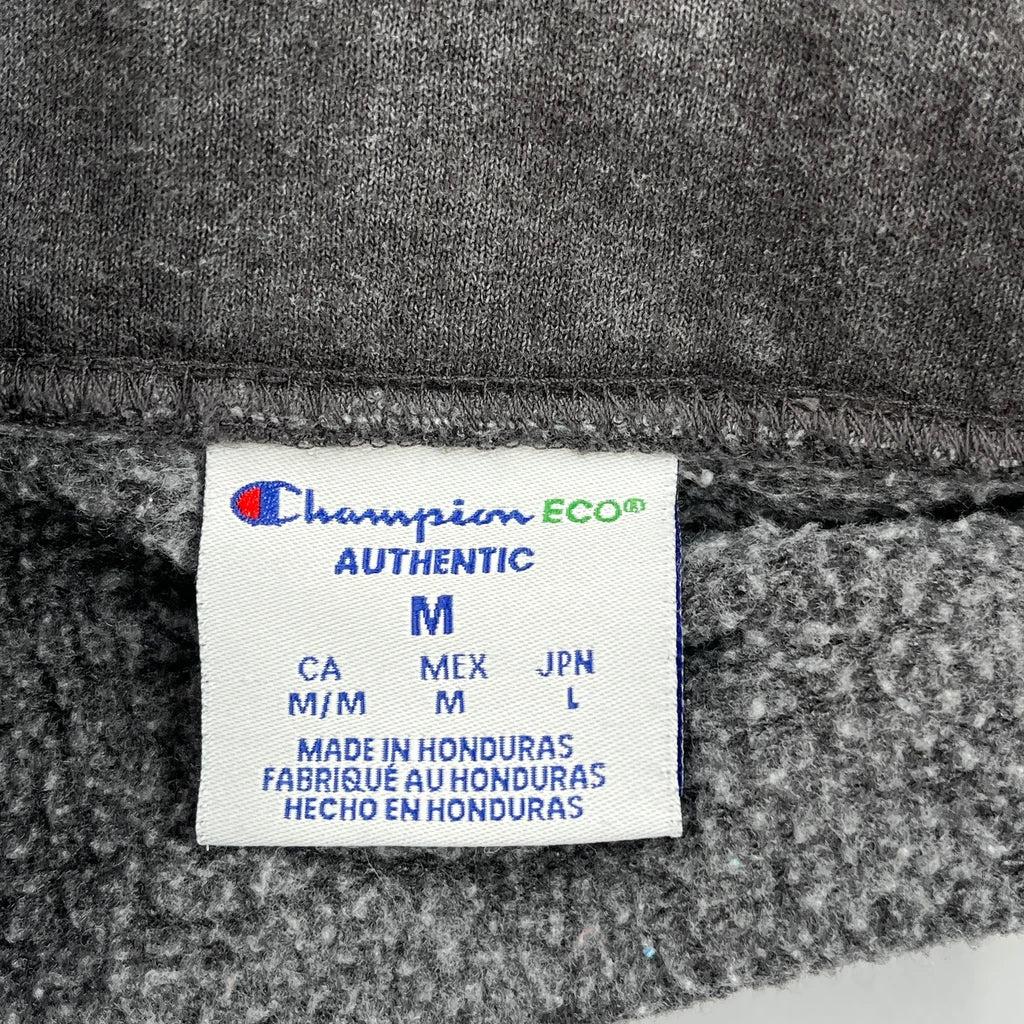 Champion ECO®
AUTHENTIC
M
CA MEX JPN
M/M M L
MADE IN HONDURAS
FABRIQUÉ AU HONDURAS
HECHO EN HONDURAS